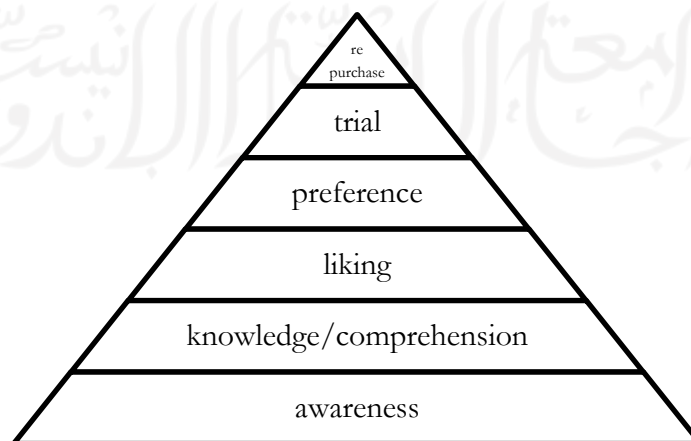 re
purchase
trial
preference
liking
knowledge/comprehension
awareness